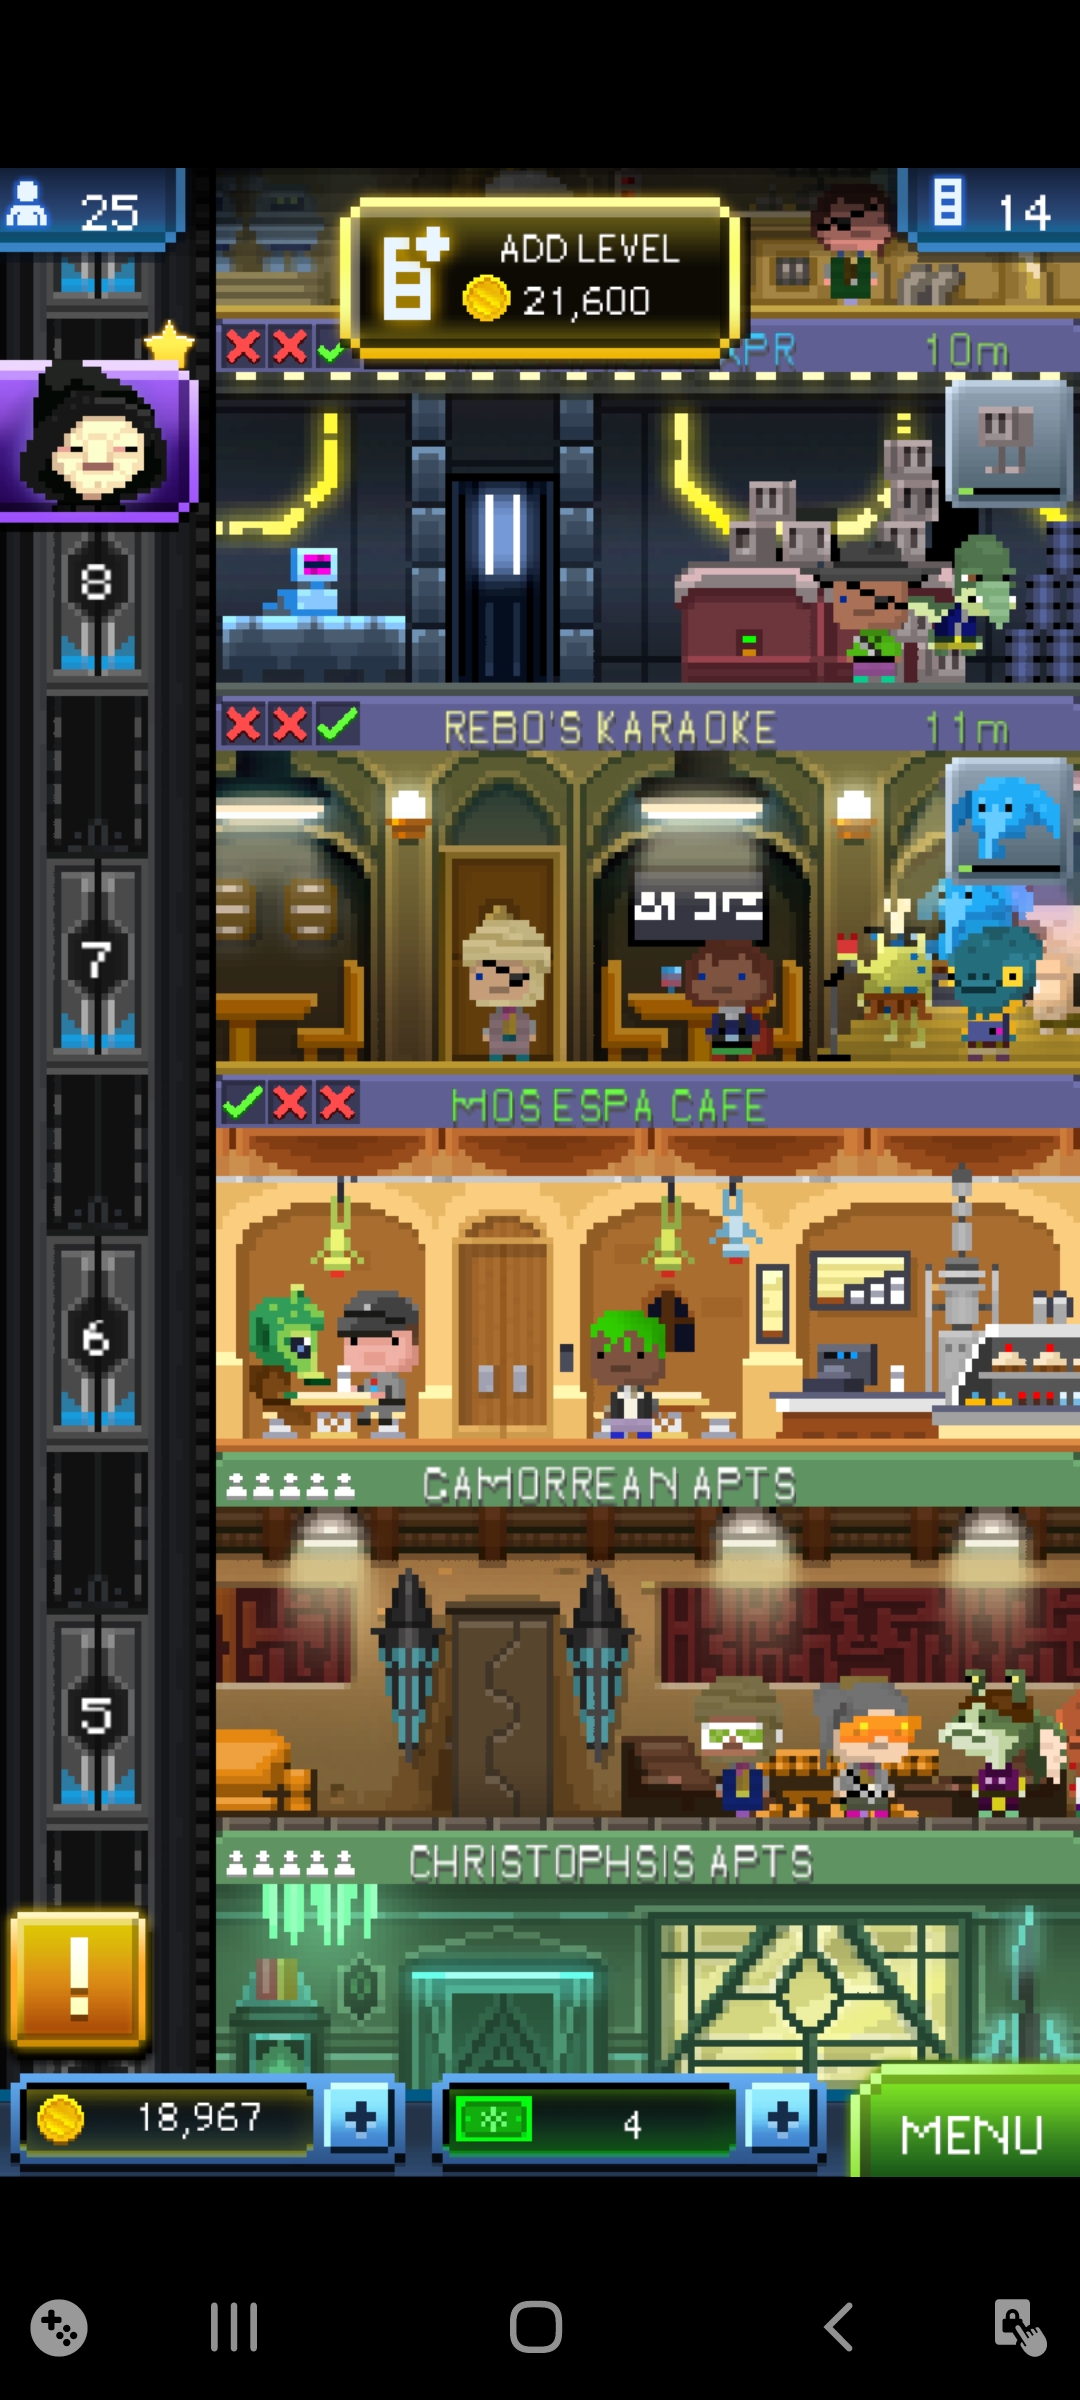 25
14
ADD LEVEL
21,600
10m
8
REBO'S KARAOKE
11m
7
MOS ESPA CAFE
6
CAMORREAN APTS
5
CHRISTOPHSIS APTS
!
18,967
4
MENU